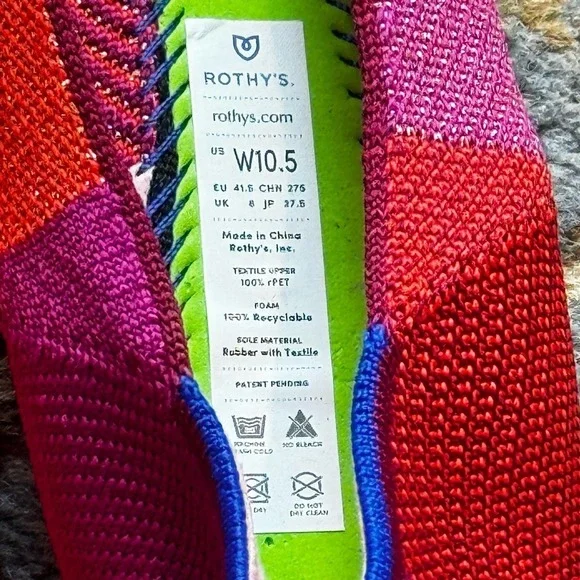 ROTHY'S.
rothys.com
US W10.5
EU 41.5 CHN 275
UK 8 JP 27.5
Made in China
Rothy's, Inc.
TEXTILE UPPER
100% rPET
FOAM
100% Recyclable
SOLE MATERIAL
Rubber with Textile
PATENT PENDING
NO BLEACH
COLD
DRY
DO NOT
DRY CLEAN